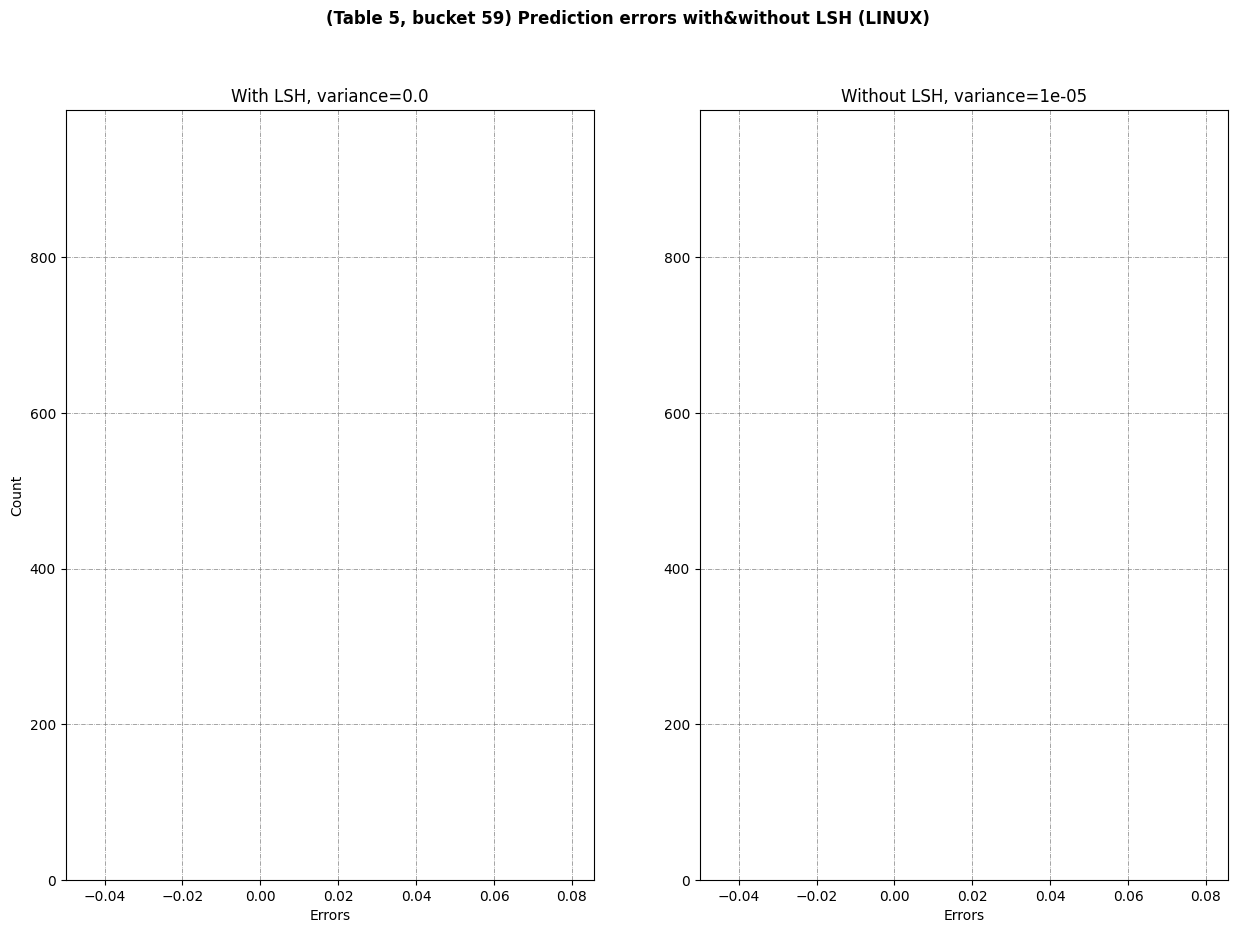 (Table 5, bucket 59) Prediction errors with&without LSH (LINUX)
With LSH, variance=0.0
800
600
400
200
0
Count
−0.04 −0.02 0.00 0.02 0.04 0.06 0.08
Errors
Without LSH, variance=1e-05
800
600
400
200
0
−0.04 −0.02 0.00 0.02 0.04 0.06 0.08
Errors